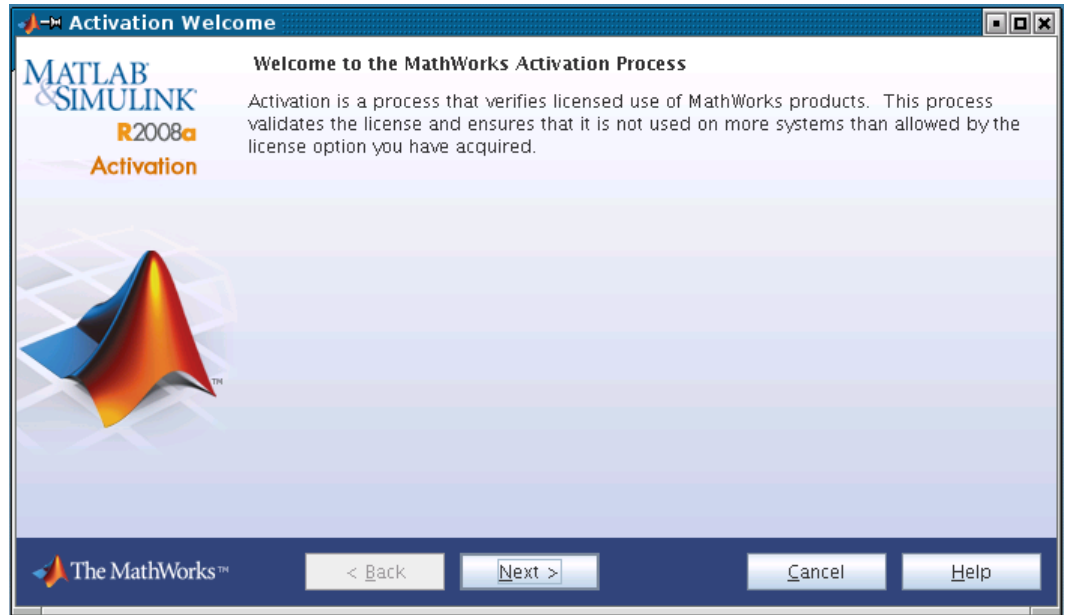 Activation Welcome
MATLAB
&SIMULINK
R2008a
Activation
Welcome to the MathWorks Activation Process
Activation is a process that verifies licensed use of MathWorks products.  This process
validates the license and ensures that it is not used on more systems than allowed by the
license option you have acquired.
TM
The MathWorks™
< Back
Next >
Cancel
Help